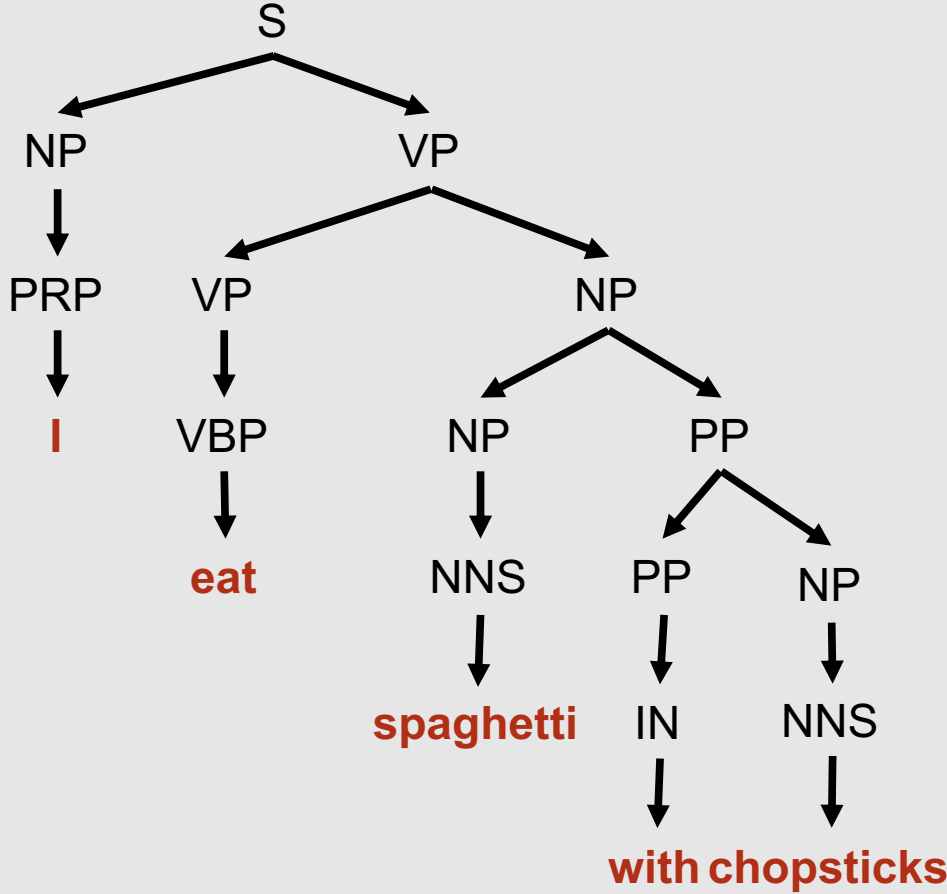 S
NP VP
PRP VP NP
I VBP NP PP
eat NNS PP NP
spaghetti IN NNS
with chopsticks